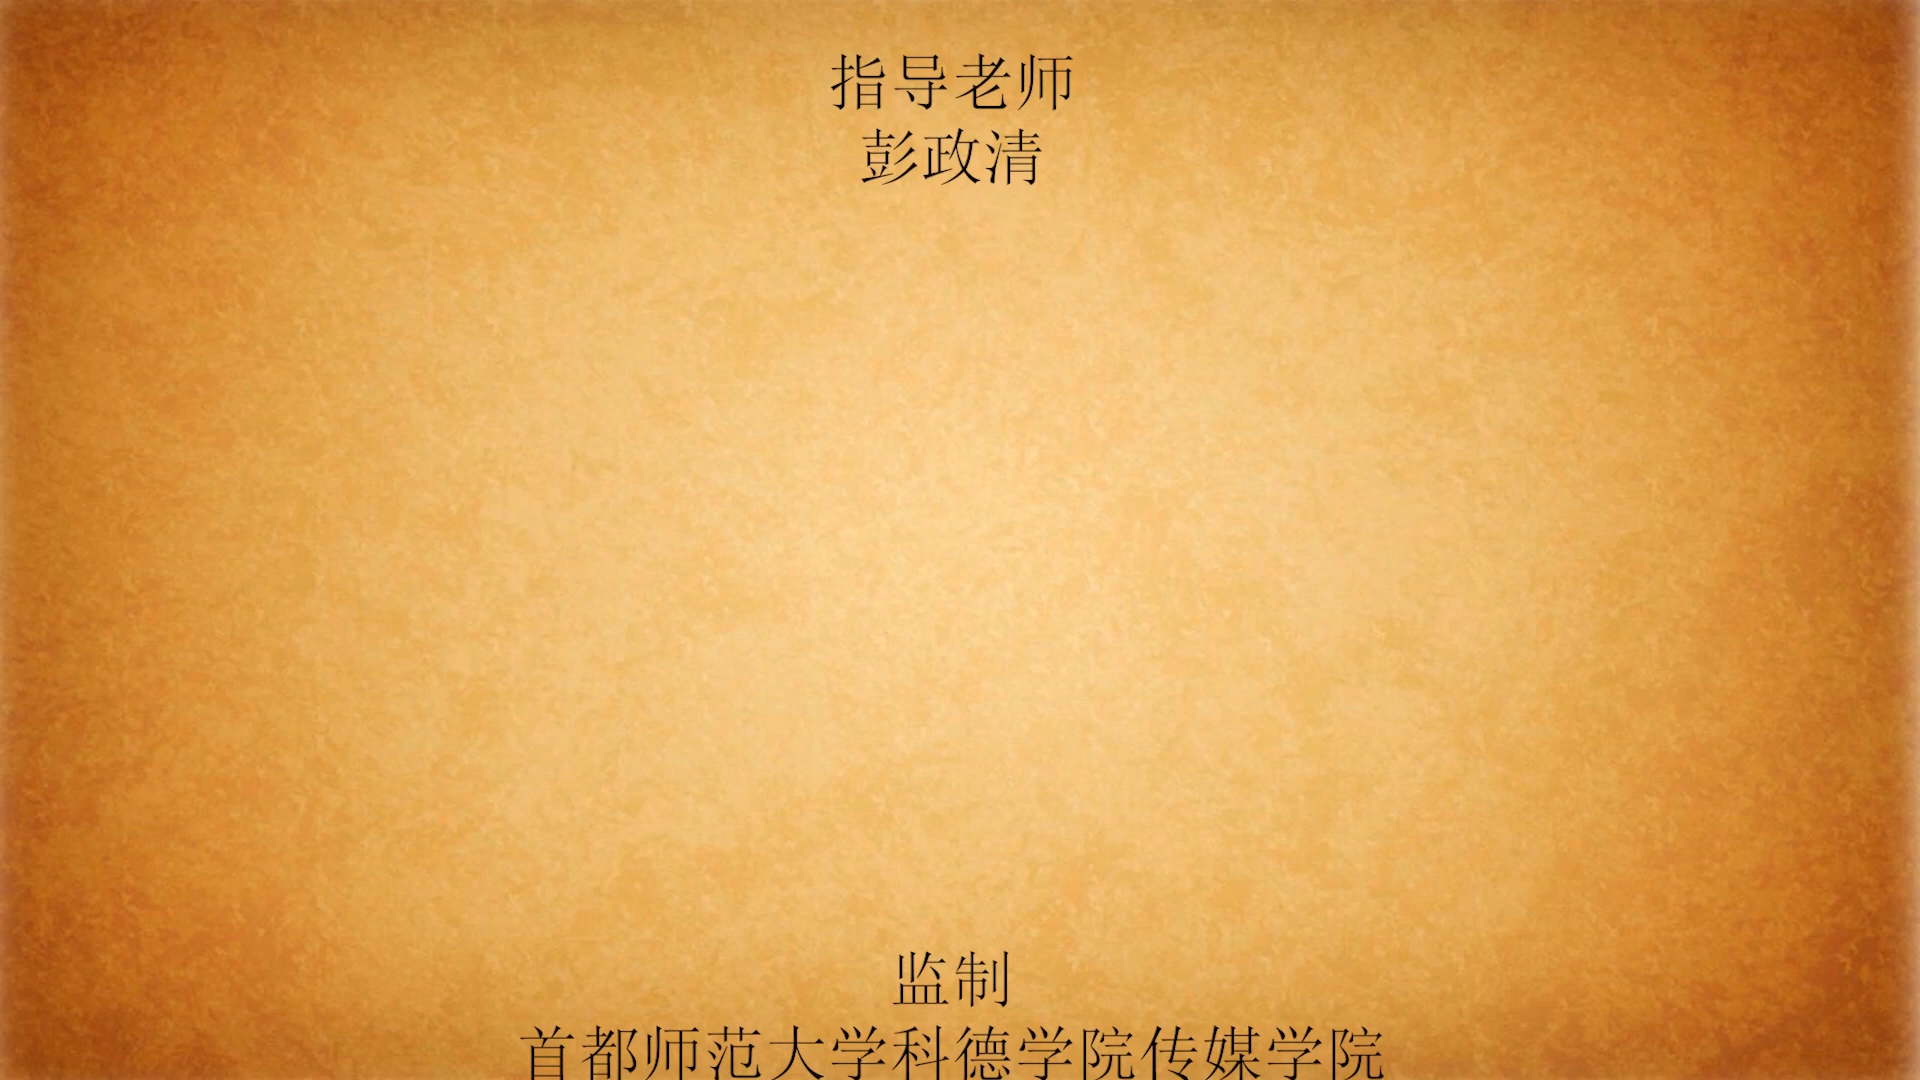 指导老师
彭政清
监制
首都师范大学科德学院传媒学院